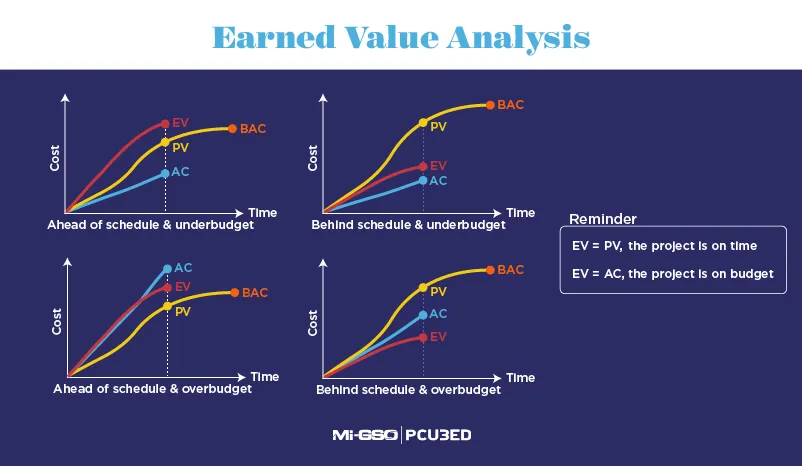 Earned Value Analysis
Cost
EV
PV
BAC
AC
Time
Ahead of schedule & underbudget
Cost
BAC
PV
EV
AC
Time
Behind schedule & underbudget
Cost
AC
EV
BAC
PV
Time
Ahead of schedule & overbudget
Cost
BAC
PV
AC
EV
Time
Behind schedule & overbudget
Reminder
EV = PV, the project is on time
EV = AC, the project is on budget
Mi-GSO | PCU3ED